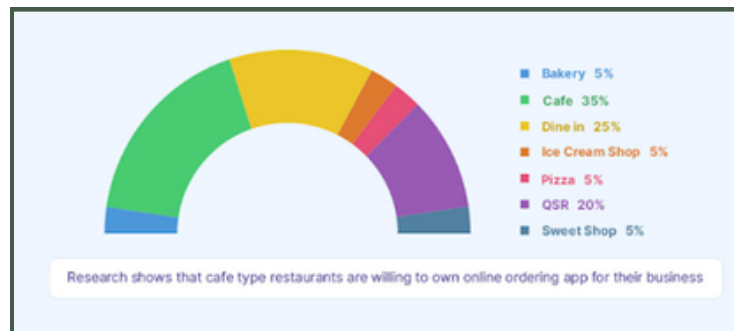 Bakery 5%
Cafe 35%
Dine in 25%
Ice Cream Shop 5%
Pizza 5%
QSR 20%
Sweet Shop 5%
Research shows that cafe type restaurants are willing to own online ordering app for their business